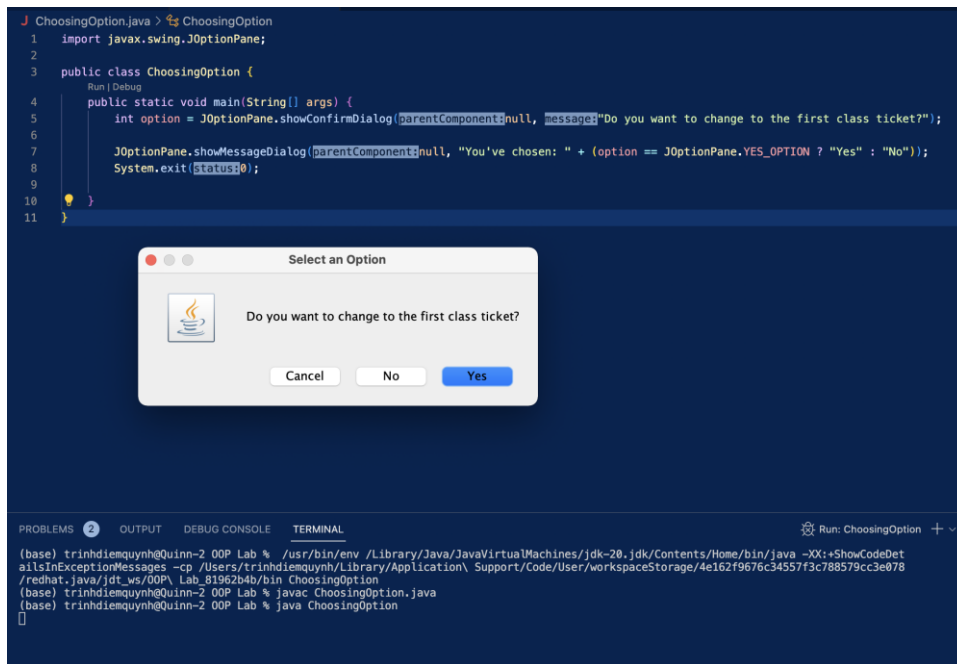 J ChoosingOption.java > ChoosingOption
1 import javax.swing.JOptionPane;
2
3 public class ChoosingOption {
Run | Debug
4 public static void main(String[] args) {
5 int option = JOptionPane.showConfirmDialog(parentComponent:null, message:"Do you want to change to the first class ticket?");
6
7 JOptionPane.showMessageDialog(parentComponent:null, "You've chosen: " + (option == JOptionPane.YES_OPTION ? "Yes" : "No"));
8 System.exit(status:0);
9
10 }
11 }
Select an Option
Do you want to change to the first class ticket?
Cancel No Yes
PROBLEMS 2 OUTPUT DEBUG CONSOLE TERMINAL Run: ChoosingOption
(base) trinhdiemquynh@Quinn-2 OOP Lab % /usr/bin/env /Library/Java/JavaVirtualMachines/jdk-20.jdk/Contents/Home/bin/java -XX:+ShowCodeDet
ailsInExceptionMessages -cp /Users/trinhdiemquynh/Library/Application\ Support/Code/User/workspaceStorage/4e162f9676c34557f3c788579cc3e078
/redhat.java/jdt_ws/OOP\ Lab_81962b4b/bin ChoosingOption
(base) trinhdiemquynh@Quinn-2 OOP Lab % javac ChoosingOption.java
(base) trinhdiemquynh@Quinn-2 OOP Lab % java ChoosingOption